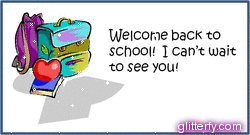 Welcome back to
school! I can't wait
to see you!
glitterfy.com